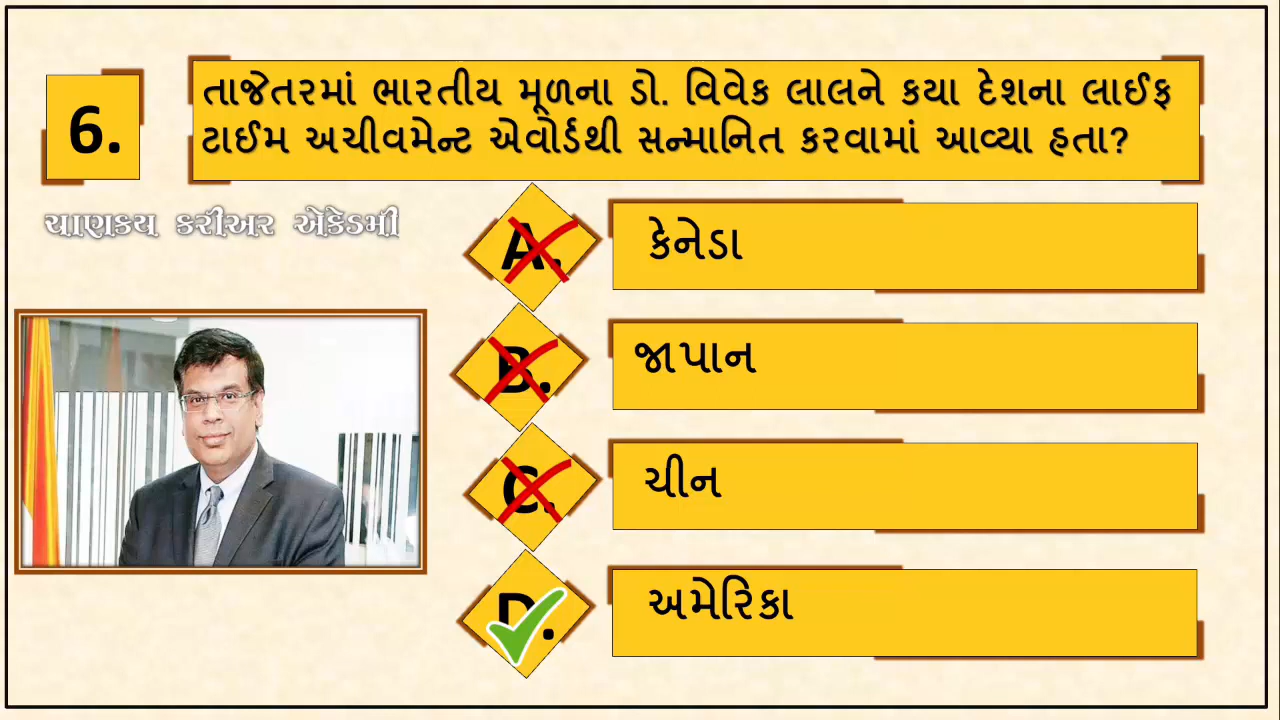 6.
તાજેતરમાં ભારતીય મૂળના ડો. વિવેક લાલને કયા દેશના લાઈફ
ટાઈમ અચીવમેન્ટ એવોર્ડથી સન્માનિત કરવામાં આવ્યા હતા?
ચાણકય કરીઅર એકેડમી
A. કેનેડા
B. જાપાન
C. ચીન
D. અમેરિકા